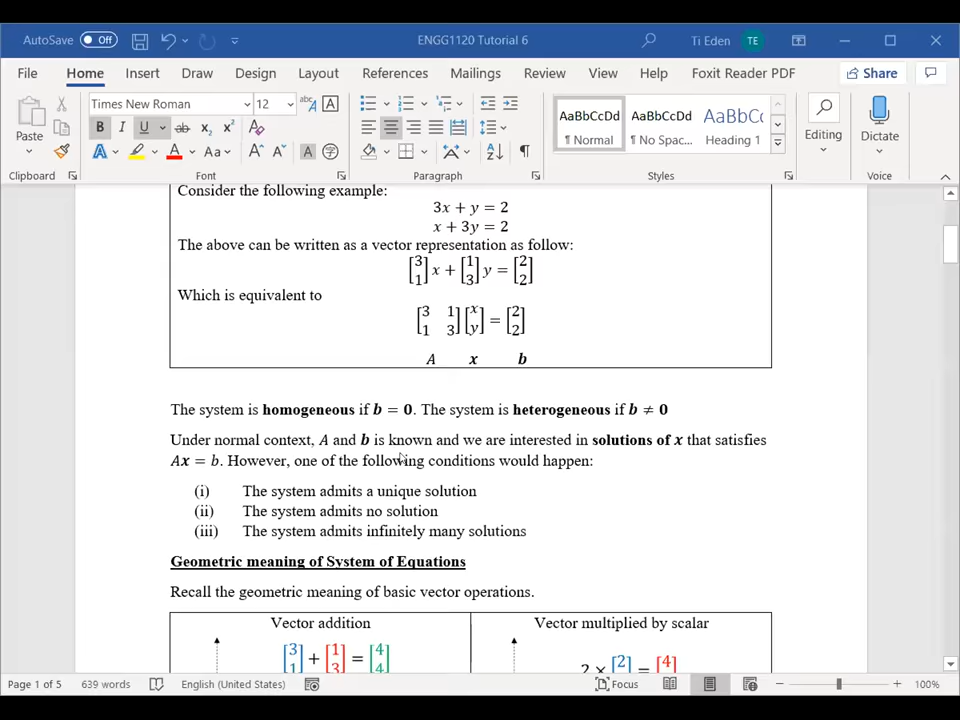 AutoSave Off ENGG1120 Tutorial 6 Ti Eden TE
File Home Insert Draw Design Layout References Mailings Review View Help Foxit Reader PDF Share
Paste Times New Roman 12 AaBbCcDd AaBbCcDd AaBbCc Editing Dictate
B I U ab x₂ x² A ¶ Normal ¶ No Spac... Heading 1
A A Aa A A A
Clipboard Font Paragraph Styles Voice
Consider the following example:
3x + y = 2
x + 3y = 2
The above can be written as a vector representation as follow:
[3 1] x + [1 3] y = [2 2]
Which is equivalent to
[3 1
1 3] [x y] = [2 2]
A x b
The system is homogeneous if b = 0. The system is heterogeneous if b ≠ 0
Under normal context, A and b is known and we are interested in solutions of x that satisfies
Ax = b. However, one of the following conditions would happen:
(i) The system admits a unique solution
(ii) The system admits no solution
(iii) The system admits infinitely many solutions
Geometric meaning of System of Equations
Recall the geometric meaning of basic vector operations.
Vector addition Vector multiplied by scalar
[3 1] + [1 3] = [4 4] 2 × [2 = [4
Page 1 of 5 639 words English (United States) Focus 100%